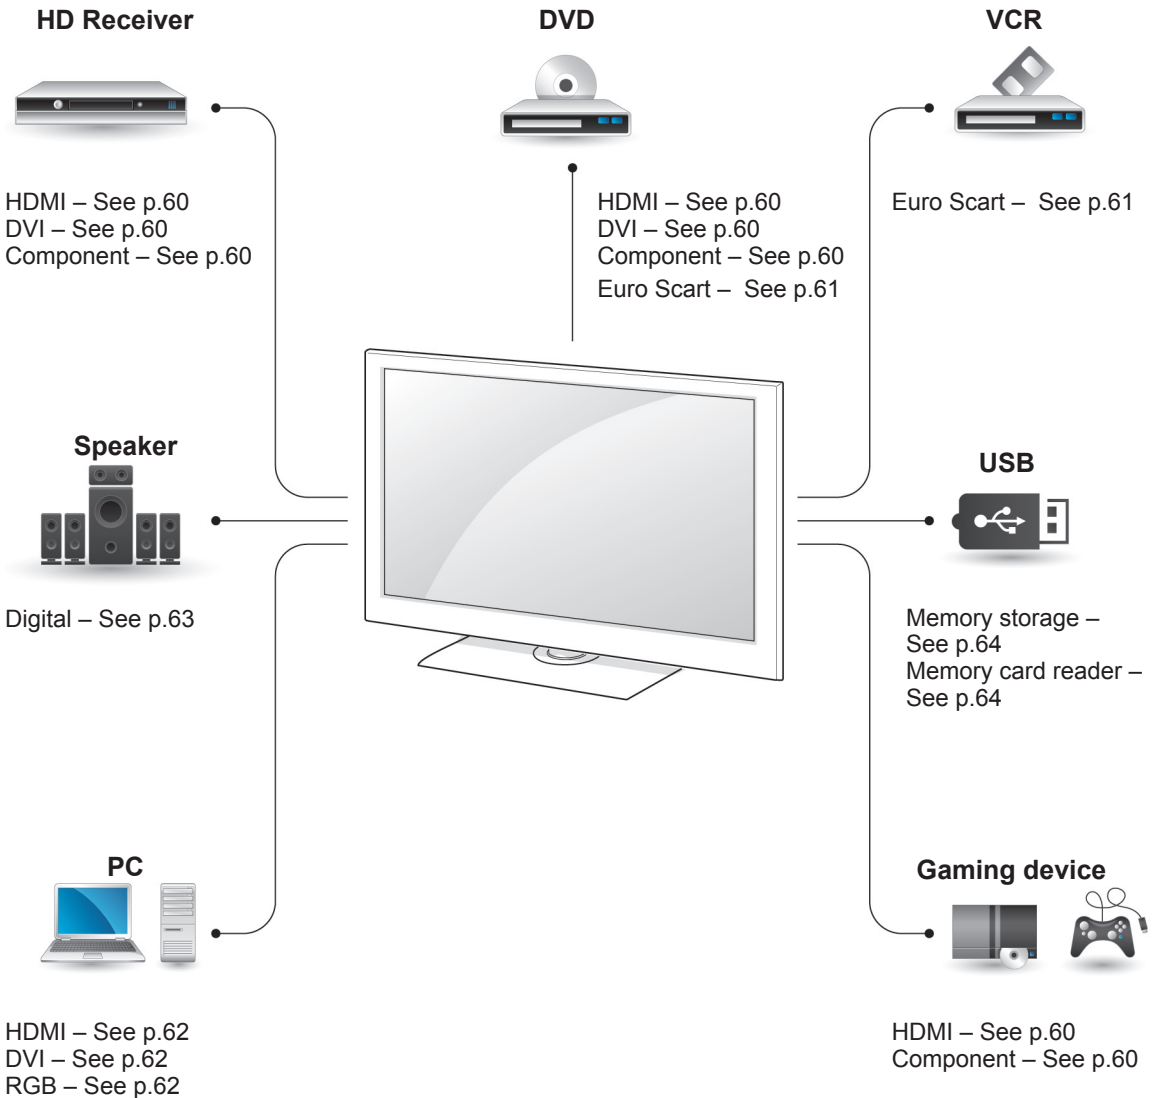 HD Receiver
HDMI – See p.60
DVI – See p.60
Component – See p.60
DVD
HDMI – See p.60
DVI – See p.60
Component – See p.60
Euro Scart – See p.61
VCR
Euro Scart – See p.61
Speaker
Digital – See p.63
USB
Memory storage –
See p.64
Memory card reader –
See p.64
PC
HDMI – See p.62
DVI – See p.62
RGB – See p.62
Gaming device
HDMI – See p.60
Component – See p.60